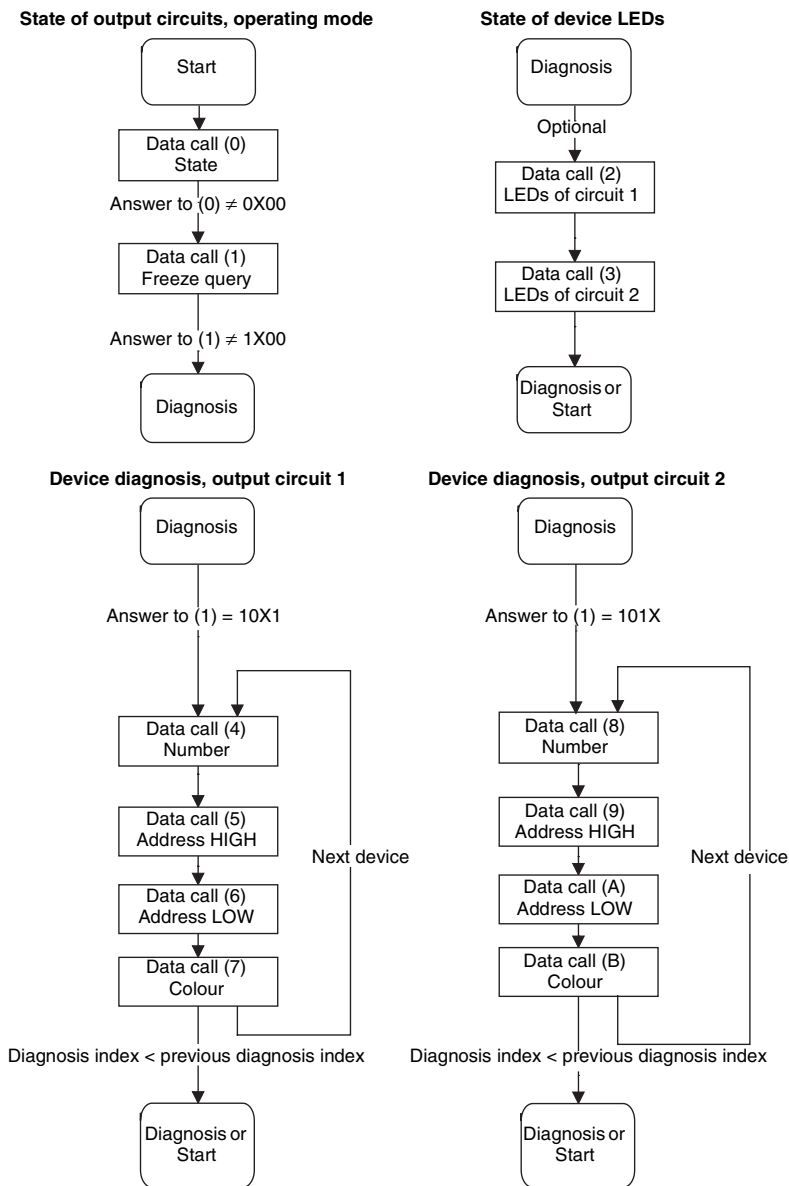 State of output circuits, operating mode
Start
Data call (0)
State
Answer to (0) ≠ 0X00
Data call (1)
Freeze query
Answer to (1) ≠ 1X00
Diagnosis
State of device LEDs
Diagnosis
Optional
Data call (2)
LEDs of circuit 1
Data call (3)
LEDs of circuit 2
Diagnosis or
Start
Device diagnosis, output circuit 1
Diagnosis
Answer to (1) = 10X1
Data call (4)
Number
Data call (5)
Address HIGH
Next device
Data call (6)
Address LOW
Data call (7)
Colour
Diagnosis index < previous diagnosis index
Diagnosis or
Start
Device diagnosis, output circuit 2
Diagnosis
Answer to (1) = 101X
Data call (8)
Number
Data call (9)
Address HIGH
Next device
Data call (A)
Address LOW
Data call (B)
Colour
Diagnosis index < previous diagnosis index
Diagnosis or
Start